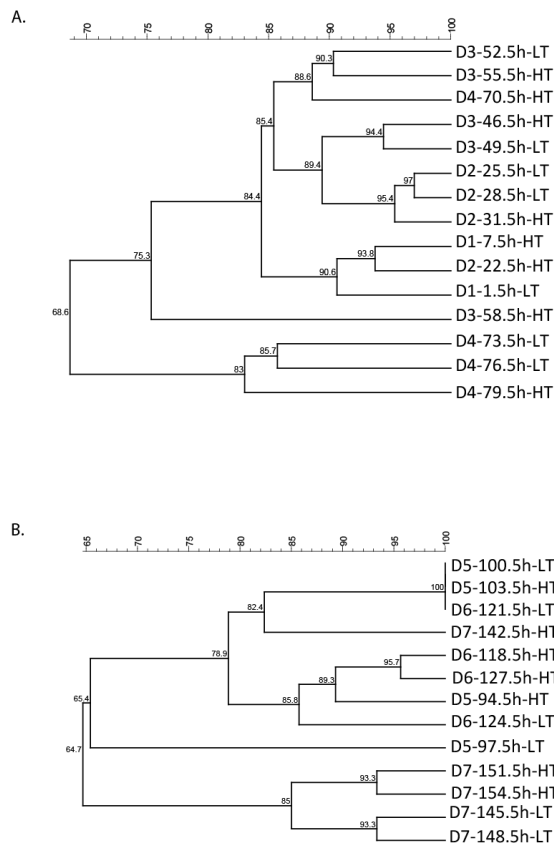 A.
70 75 80 85 90 95 100
D3-52.5h-LT
90.3
D3-55.5h-HT
88.6
D4-70.5h-HT
85.4
D3-46.5h-HT
94.4
D3-49.5h-LT
89.4
D2-25.5h-LT
97
D2-28.5h-LT
95.4
D2-31.5h-HT
84.4
D1-7.5h-HT
93.8
D2-22.5h-HT
90.6
D1-1.5h-LT
75.3
D3-58.5h-HT
68.6
D4-73.5h-LT
85.7
D4-76.5h-LT
83
D4-79.5h-HT
B.
65 70 75 80 85 90 95 100
D5-100.5h-LT
D5-103.5h-HT
100
D6-121.5h-LT
82.4
D7-142.5h-HT
78.9
D6-118.5h-HT
95.7
D6-127.5h-HT
89.3
D5-94.5h-HT
85.8
D6-124.5h-LT
65.4
D5-97.5h-LT
64.7
D7-151.5h-HT
93.3
D7-154.5h-HT
85
D7-145.5h-LT
93.3
D7-148.5h-LT